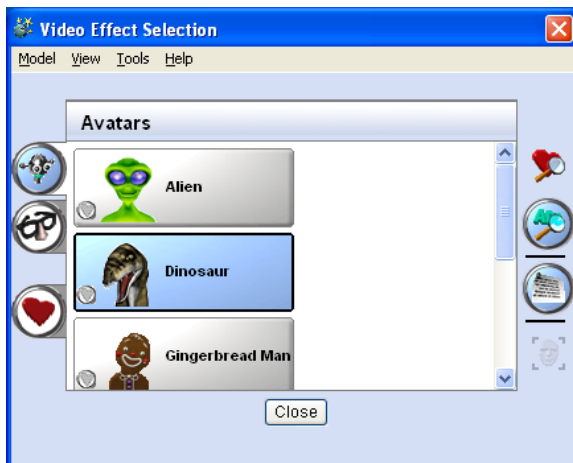 Video Effect Selection
Model View Tools Help
Avatars
Alien
Dinosaur
Gingerbread Man
Close